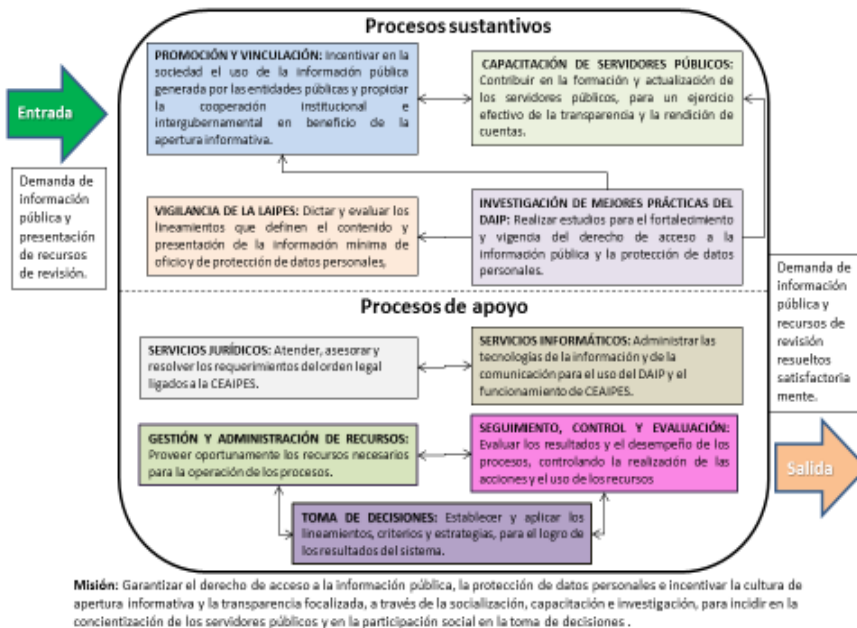 Procesos sustantivos
PROMOCIÓN Y VINCULACIÓN: Incentivar en la
sociedad el uso de la información pública
generada por las entidades públicas y propiciar
la cooperación institucional e
intergubernamental en beneficio de la
apertura informativa.
CAPACITACIÓN DE SERVIDORES PÚBLICOS:
Contribuir en la formación y actualización de
los servidores públicos, para un ejercicio
efectivo de la transparencia y la rendición de
cuentas.
Entrada
Demanda de
información
pública y
presentación
de recursos
de revisión.
VIGILANCIA DE LA LAIPES: Dictar y evaluar los
lineamientos que definen el contenido y
presentación de la información mínima de
oficio y de protección de datos personales,
INVESTIGACIÓN DE MEJORES PRÁCTICAS DEL
DAIP: Realizar estudios para el fortalecimiento
y vigencia del derecho de acceso a la
información pública y la protección de datos
personales.
Procesos de apoyo
SERVICIOS JURÍDICOS: Atender, asesorar y
resolver los requerimientos del orden legal
ligados a la CEAIPES.
SERVICIOS INFORMÁTICOS: Administrar las
tecnologías de la información y de la
comunicación para el uso del DAIP y el
funcionamiento de CEAIPES.
Demanda de
información
pública y
recursos de
revisión
resueltos
satisfactoria
mente.
GESTIÓN Y ADMINISTRACIÓN DE RECURSOS:
Proveer oportunamente los recursos necesarios
para la operación de los procesos.
SEGUIMIENTO, CONTROL Y EVALUACIÓN:
Evaluar los resultados y el desempeño de los
procesos, controlando la realización de las
acciones y el uso de los recursos
Salida
TOMA DE DECISIONES: Establecer y aplicar los
lineamientos, criterios y estrategias, para el logro de
los resultados del sistema.
Misión: Garantizar el derecho de acceso a la información pública, la protección de datos personales e incentivar la cultura de
apertura informativa y la transparencia focalizada, a través de la socialización, capacitación e investigación, para incidir en la
concientización de los servidores públicos y en la participación social en la toma de decisiones .